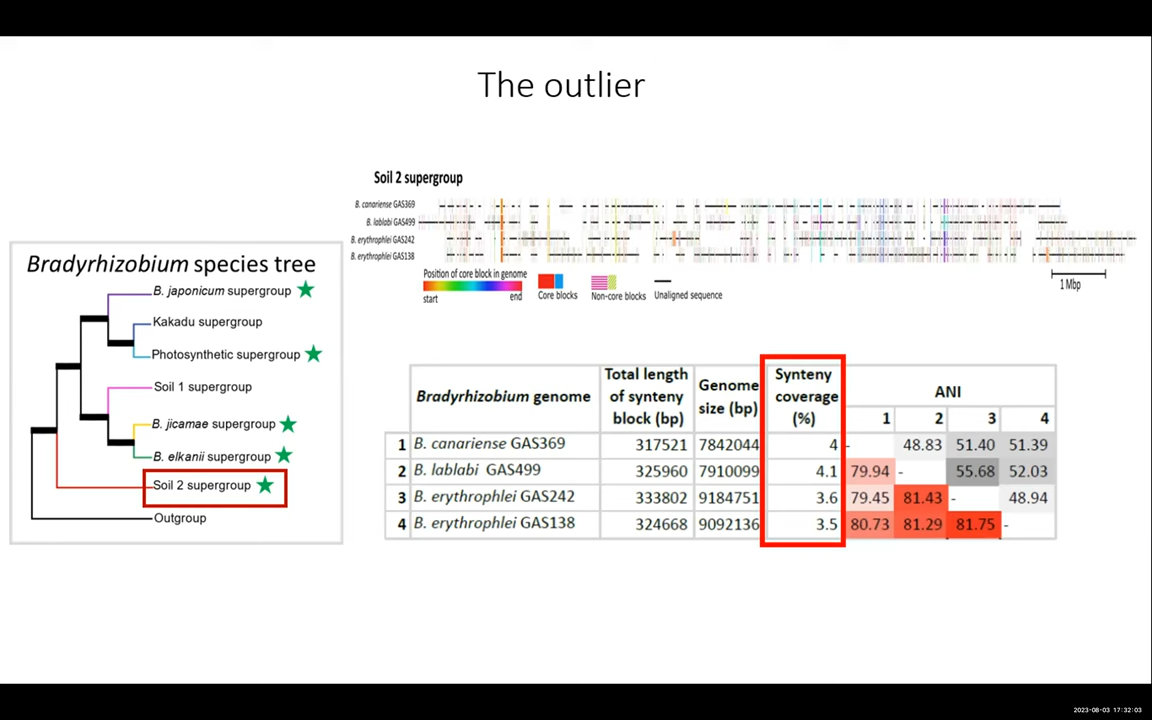 The outlier
Soil 2 supergroup
B. canariense GAS369
B. lablabi GAS499
B. erythrophlei GAS242
B. erythrophlei GAS138
Position of core block in genome
start end
Core blocks
Non-core blocks
Unaligned sequence
1 Mbp
Bradyrhizobium species tree
B. japonicum supergroup
Kakadu supergroup
Photosynthetic supergroup
Soil 1 supergroup
B. jicamae supergroup
B. elkanii supergroup
Soil 2 supergroup
Outgroup
Bradyrhizobium genome
Total length
of synteny
block (bp)
Genome
size (bp)
Synteny
coverage
(%)
ANI
1 2 3 4
1 B. canariense GAS369 317521 7842044 4 - 48.83 51.40 51.39
2 B. lablabi GAS499 325960 7910099 4.1 79.94 - 55.68 52.03
3 B. erythrophlei GAS242 333802 9184751 3.6 79.45 81.43 - 48.94
4 B. erythrophlei GAS138 324668 9092136 3.5 80.73 81.29 81.75 -
2023-08-03 17:32:03